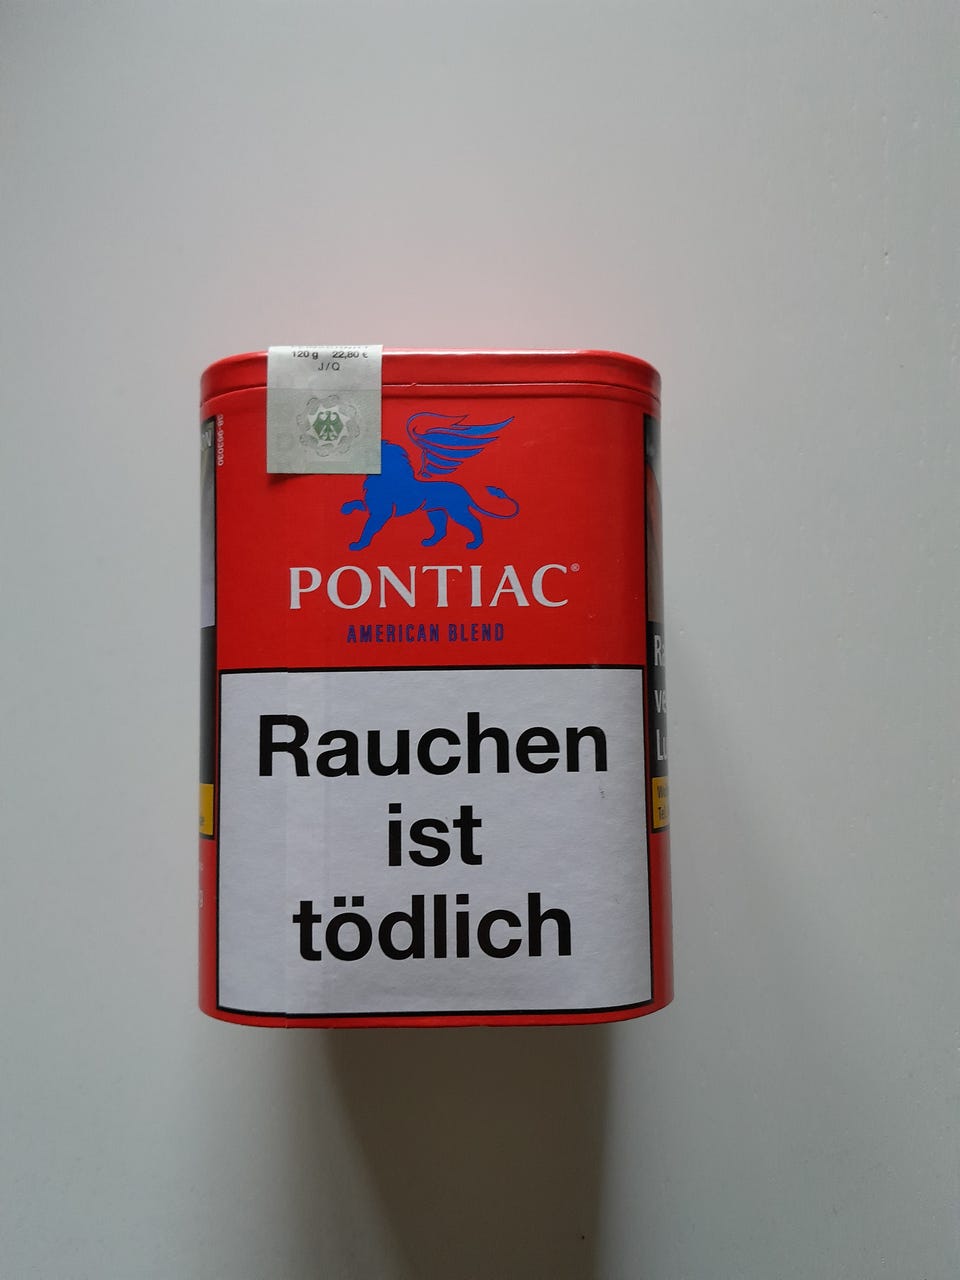 120 g 22,80 €
J/Q
PONTIAC®
AMERICAN BLEND
Rauchen
ist
tödlich